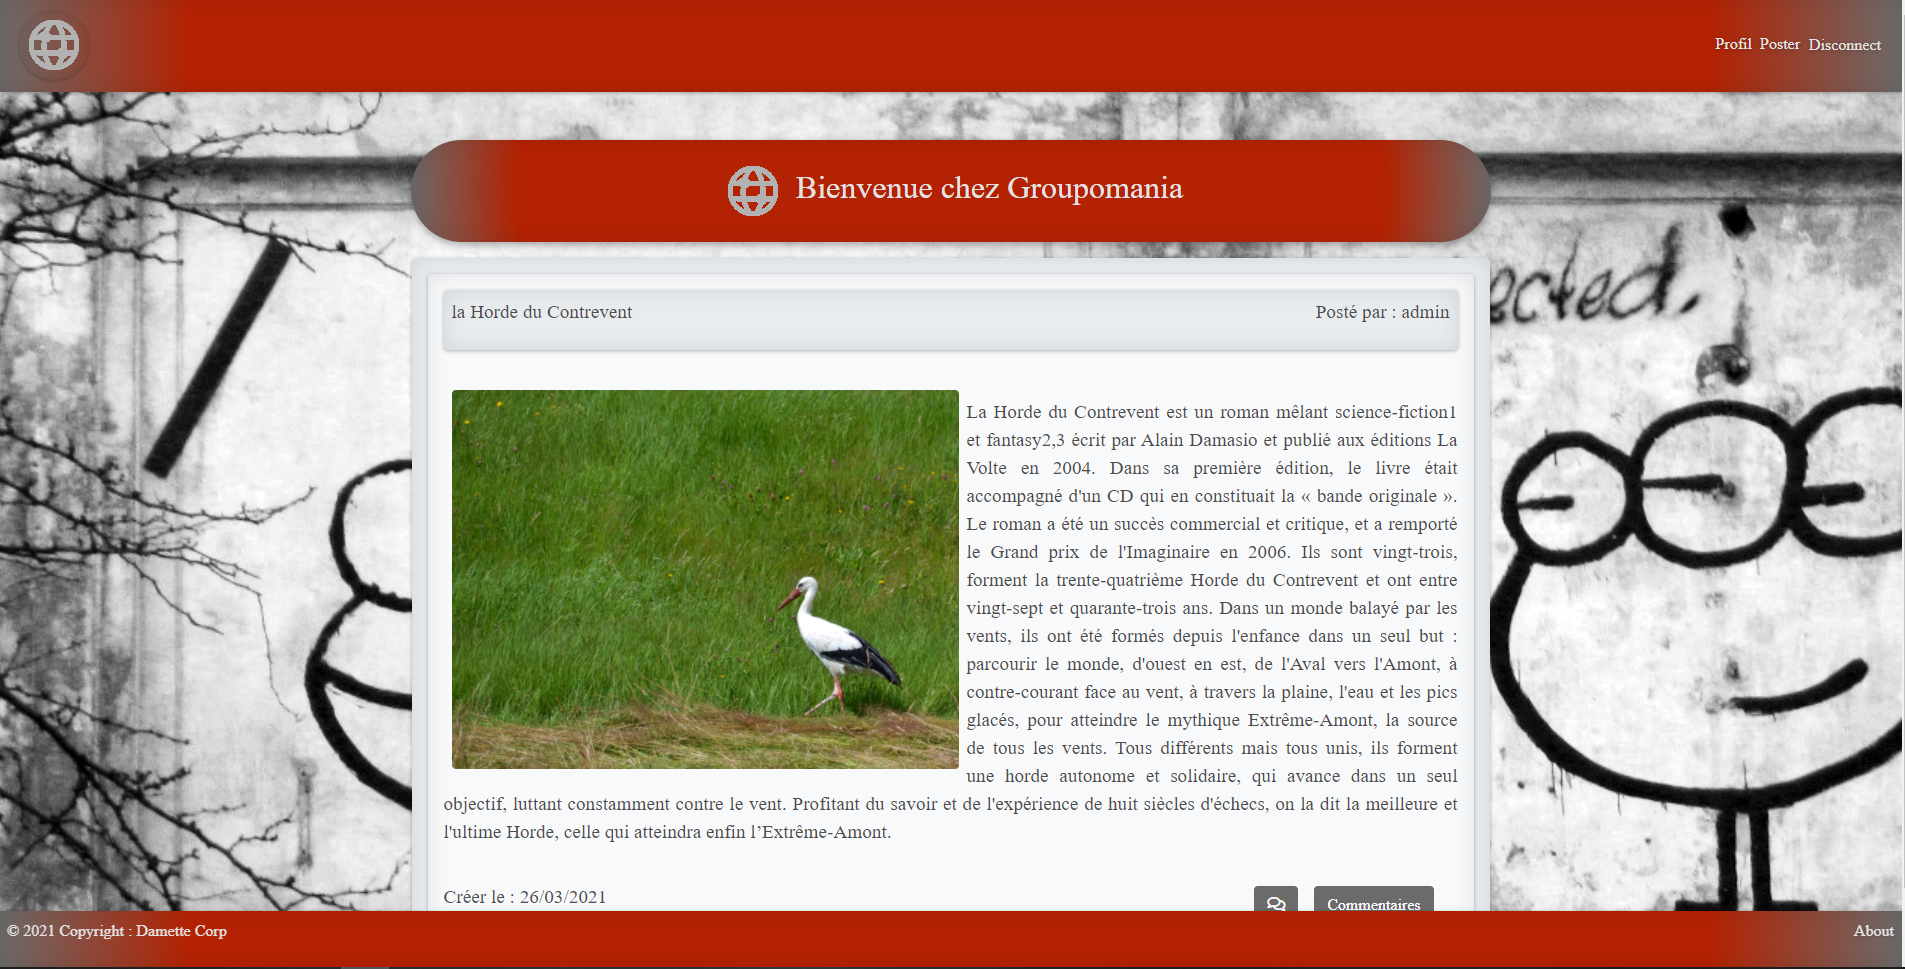 Profil Poster Disconnect
Bienvenue chez Groupomania
ected.
la Horde du Contrevent
Posté par : admin
La Horde du Contrevent est un roman mêlant science-fiction1
et fantasy2,3 écrit par Alain Damasio et publié aux éditions La
Volte en 2004. Dans sa première édition, le livre était
accompagné d'un CD qui en constituait la « bande originale ».
Le roman a été un succès commercial et critique, et a remporté
le Grand prix de l'Imaginaire en 2006. Ils sont vingt-trois,
forment la trente-quatrième Horde du Contrevent et ont entre
vingt-sept et quarante-trois ans. Dans un monde balayé par les
vents, ils ont été formés depuis l'enfance dans un seul but :
parcourir le monde, d'ouest en est, de l'Aval vers l'Amont, à
contre-courant face au vent, à travers la plaine, l'eau et les pics
glacés, pour atteindre le mythique Extrême-Amont, la source
de tous les vents. Tous différents mais tous unis, ils forment
une horde autonome et solidaire, qui avance dans un seul
objectif, luttant constamment contre le vent. Profitant du savoir et de l'expérience de huit siècles d'échecs, on la dit la meilleure et
l'ultime Horde, celle qui atteindra enfin l’Extrême-Amont.
Créer le : 26/03/2021
Commentaires
© 2021 Copyright : Damette Corp
About